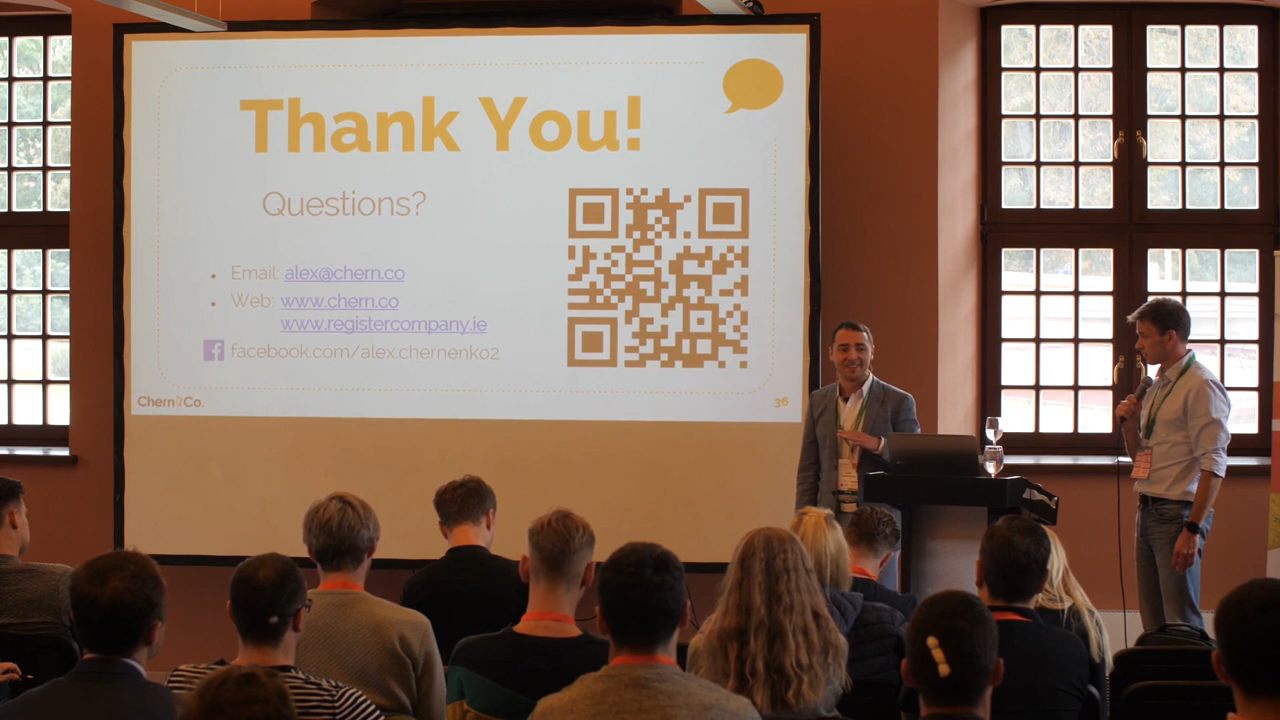 Thank You!
Questions?
• Email: alex@chern.co
• Web: www.chern.co
www.registercompany.ie
facebook.com/alex.chernenko2
Chern Co.
36